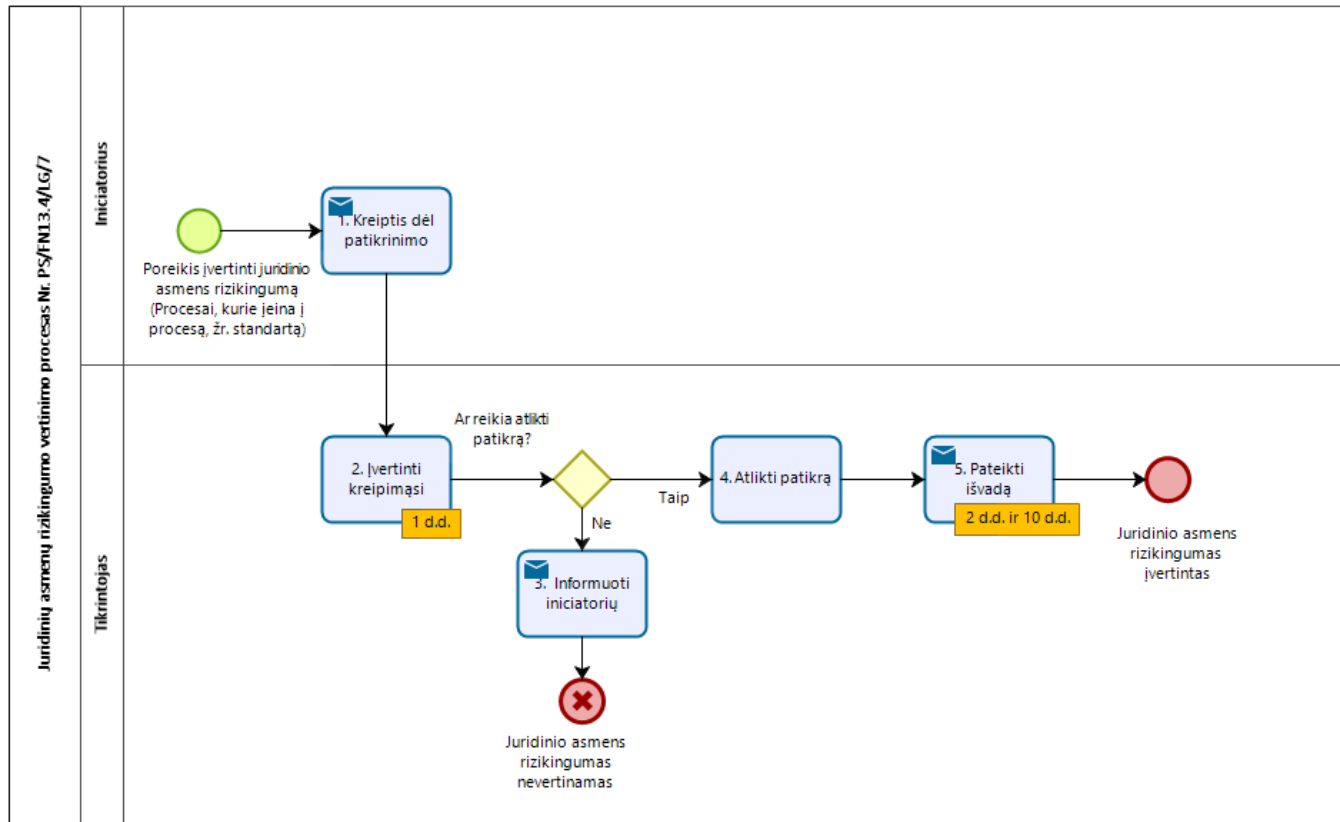 Juridinių asmenų rizikingumo vertinimo procesas Nr. PS/FN13.4/LG/7
Iniciatorius
1. Kreiptis dėl
patikrinimo
Poreikis įvertinti juridinio
asmens rizikingumą
(Procesai, kurie įeina į
procesą, žr. standartą)
Tikrintojas
Ar reikia atlikti
patikrą?
2. Įvertinti
kreipimąsi
1 d.d.
Taip
4. Atlikti patikrą
5. Pateikti
išvadą
2 d.d. ir 10 d.d.
Juridinio asmens
rizikingumas
įvertintas
Ne
3. Informuoti
iniciatorių
Juridinio asmens
rizikingumas
nevertinamas